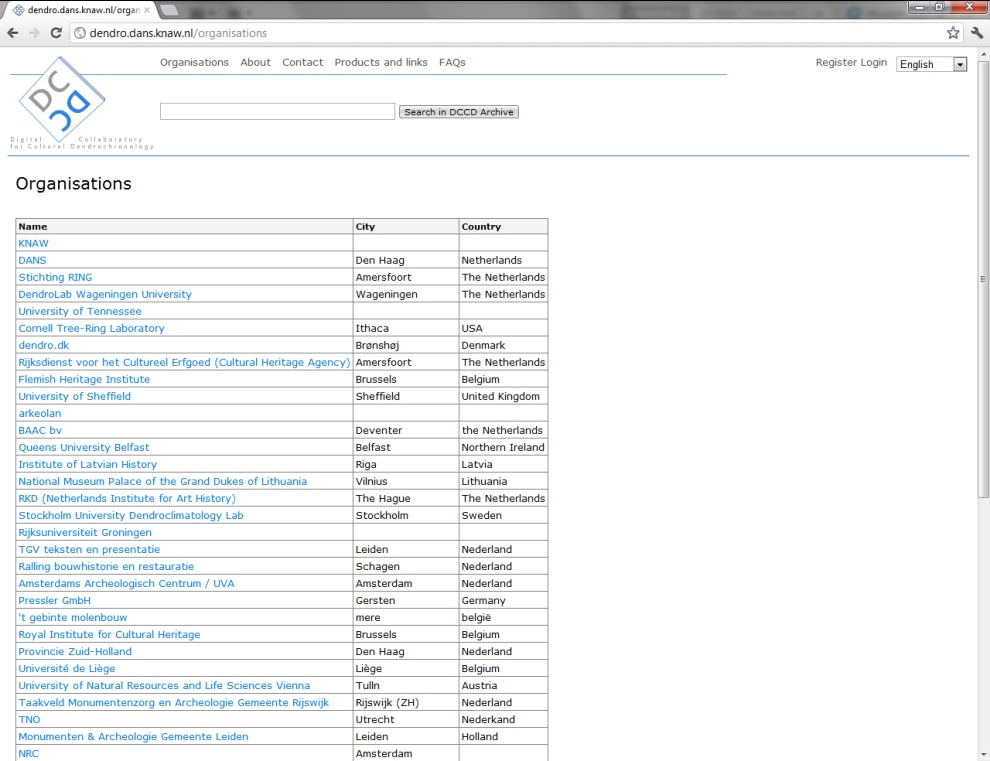 dendro.dans.knaw.nl/organ
dendro.dans.knaw.nl/organisations
Organisations About Contact Products and links FAQs Register Login English
DC
DC
Search in DCCD Archive
Digital Collaboratory
for Cultural Dendrochronology
Organisations
Name City Country
KNAW
DANS Den Haag Netherlands
Stichting RING Amersfoort The Netherlands
DendroLab Wageningen University Wageningen The Netherlands
University of Tennessee
Cornell Tree-Ring Laboratory Ithaca USA
dendro.dk Brønshøj Denmark
Rijksdienst voor het Cultureel Erfgoed (Cultural Heritage Agency) Amersfoort The Netherlands
Flemish Heritage Institute Brussels Belgium
University of Sheffield Sheffield United Kingdom
arkeolan
BAAC bv Deventer the Netherlands
Queens University Belfast Belfast Northern Ireland
Institute of Latvian History Riga Latvia
National Museum Palace of the Grand Dukes of Lithuania Vilnius Lithuania
RKD (Netherlands Institute for Art History) The Hague The Netherlands
Stockholm University Dendroclimatology Lab Stockholm Sweden
Rijksuniversiteit Groningen
TGV teksten en presentatie Leiden Nederland
Ralling bouwhistorie en restauratie Schagen Nederland
Amsterdams Archeologisch Centrum / UVA Amsterdam Nederland
Pressler GmbH Gersten Germany
't gebinte molenbouw mere belgië
Royal Institute for Cultural Heritage Brussels Belgium
Provincie Zuid-Holland Den Haag Nederland
Université de Liège Liège Belgium
University of Natural Resources and Life Sciences Vienna Tulln Austria
Taakveld Monumentenzorg en Archeologie Gemeente Rijswijk Rijswijk (ZH) Nederland
TNO Utrecht Nederkand
Monumenten & Archeologie Gemeente Leiden Leiden Holland
NRC Amsterdam